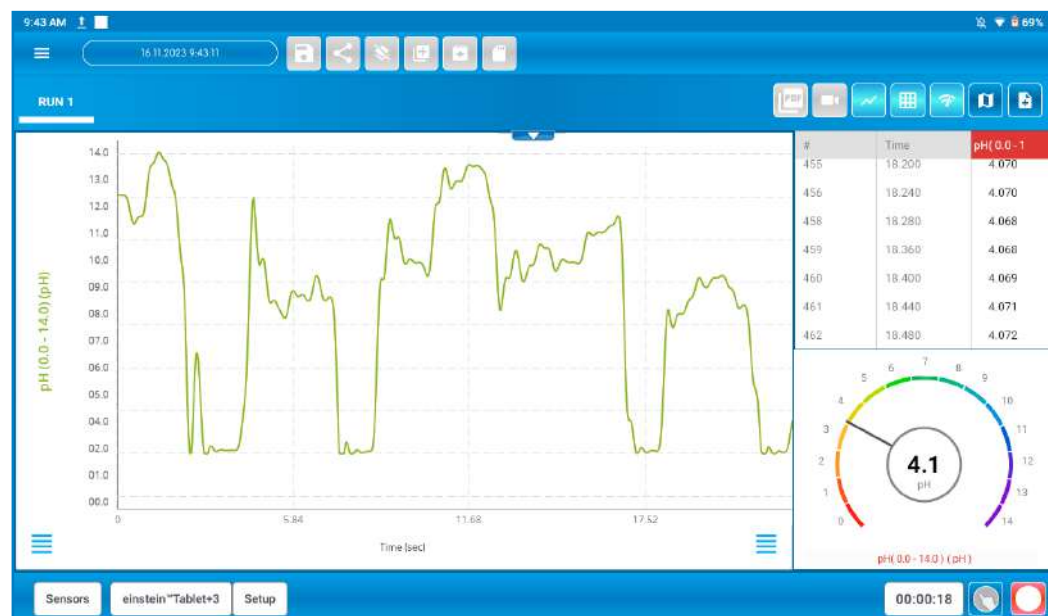 9:43 AM
69%
16.11.2023 9:43:11
RUN 1
PDF
14.0
13.0
12.0
11.0
10.0
09.0
08.0
07.0
06.0
05.0
04.0
02.0
01.0
00.0
pH (0.0 - 14.0) (pH)
0 5.84 11.68 17.52
Time (sec)
# Time pH( 0.0 - 1
455 18.200 4.070
456 18.240 4.070
458 18.280 4.068
459 18.360 4.068
460 18.400 4.069
461 18.440 4.071
462 18.480 4.072
0 1 2 3 4 5 6 7 8 9 10 11 12 13 14
4.1
pH
pH( 0.0 - 14.0 ) ( pH )
Sensors einstein™Tablet+3 Setup
00:00:18